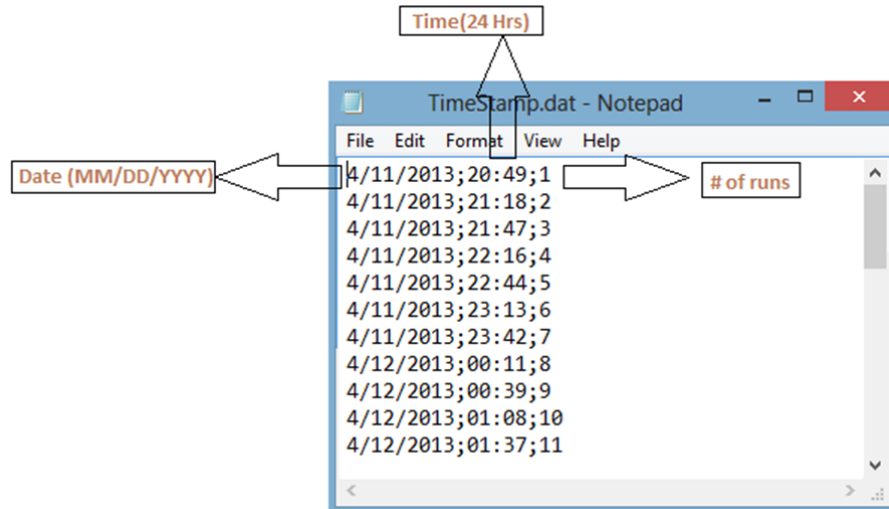 Time(24 Hrs)
TimeStamp.dat - Notepad
File Edit Format View Help
Date (MM/DD/YYYY)
# of runs
4/11/2013;20:49;1
4/11/2013;21:18;2
4/11/2013;21:47;3
4/11/2013;22:16;4
4/11/2013;22:44;5
4/11/2013;23:13;6
4/11/2013;23:42;7
4/12/2013;00:11;8
4/12/2013;00:39;9
4/12/2013;01:08;10
4/12/2013;01:37;11